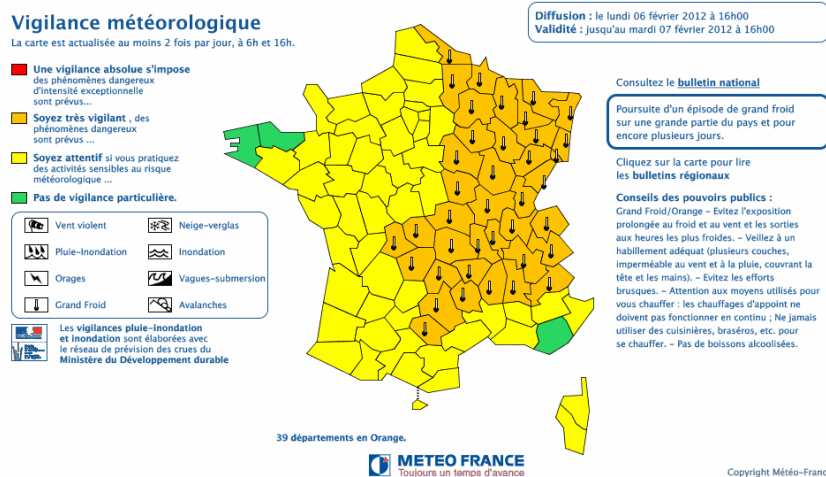 Vigilance météorologique
La carte est actualisée au moins 2 fois par jour, à 6h et 16h.
Une vigilance absolue s'impose
des phénomènes dangereux
d'intensité exceptionnelle
sont prévus...
Soyez très vigilant , des
phénomènes dangereux
sont prévus ...
Soyez attentif si vous pratiquez
des activités sensibles au risque
météorologique ...
Pas de vigilance particulière.
Vent violent
Neige-verglas
Pluie-Inondation
Inondation
Orages
Vagues-submersion
Grand Froid
Avalanches
Les vigilances pluie-inondation
et inondation sont élaborées avec
le réseau de prévision des crues du
Ministère du Développement durable
39 départements en Orange.
METEO FRANCE
Toujours un temps d'avance
Diffusion : le lundi 06 février 2012 à 16h00
Validité : jusqu'au mardi 07 février 2012 à 16h00
Consultez le bulletin national
Poursuite d'un épisode de grand froid
sur une grande partie du pays et pour
encore plusieurs jours.
Cliquez sur la carte pour lire
les bulletins régionaux
Conseils des pouvoirs publics :
Grand Froid/Orange – Evitez l'exposition
prolongée au froid et au vent et les sorties
aux heures les plus froides. – Veillez à un
habillement adéquat (plusieurs couches,
imperméable au vent et à la pluie, couvrant la
tête et les mains). – Evitez les efforts
brusques. – Attention aux moyens utilisés pour
vous chauffer : les chauffages d'appoint ne
doivent pas fonctionner en continu ; Ne jamais
utiliser des cuisinières, braséros, etc. pour
se chauffer. – Pas de boissons alcoolisées.
Copyright Météo-Franc